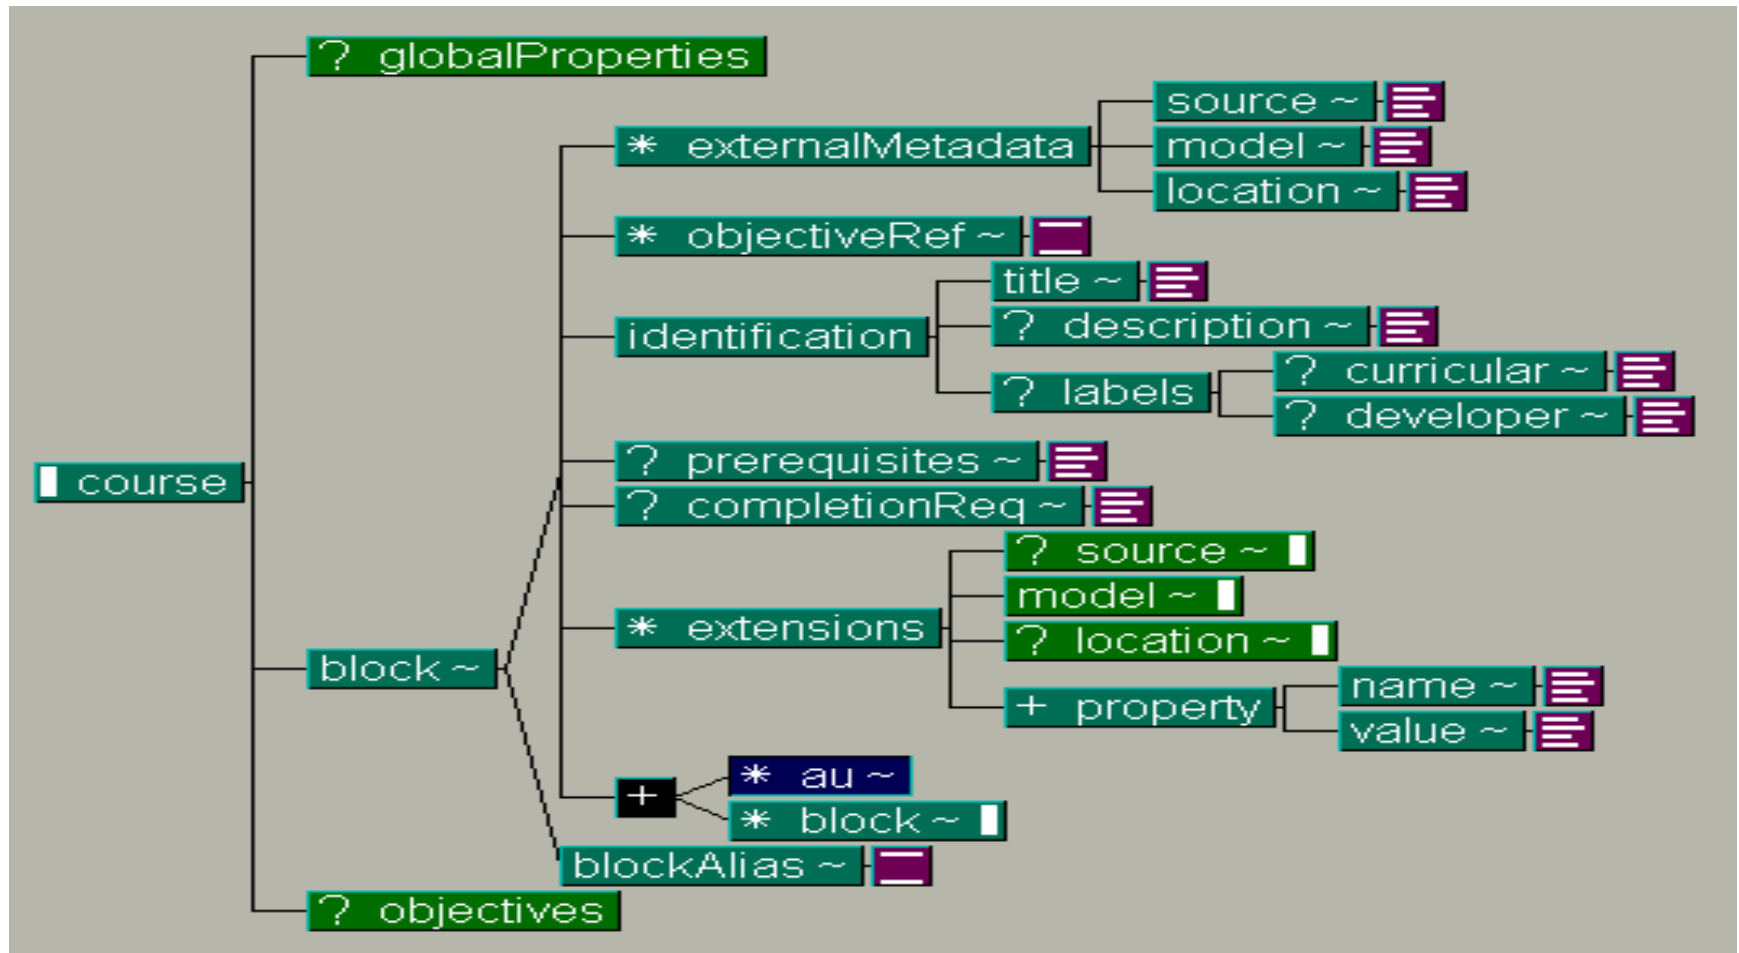 ? globalProperties
source ~
* externalMetadata
model ~
location ~
* objectiveRef ~
title ~
? description ~
identification
? curricular ~
? labels
? developer ~
? prerequisites ~
course
? completionReq ~
? source ~
model ~
* extensions
? location ~
block ~
name ~
+ property
value ~
* au ~
+
* block ~
blockAlias ~
? objectives